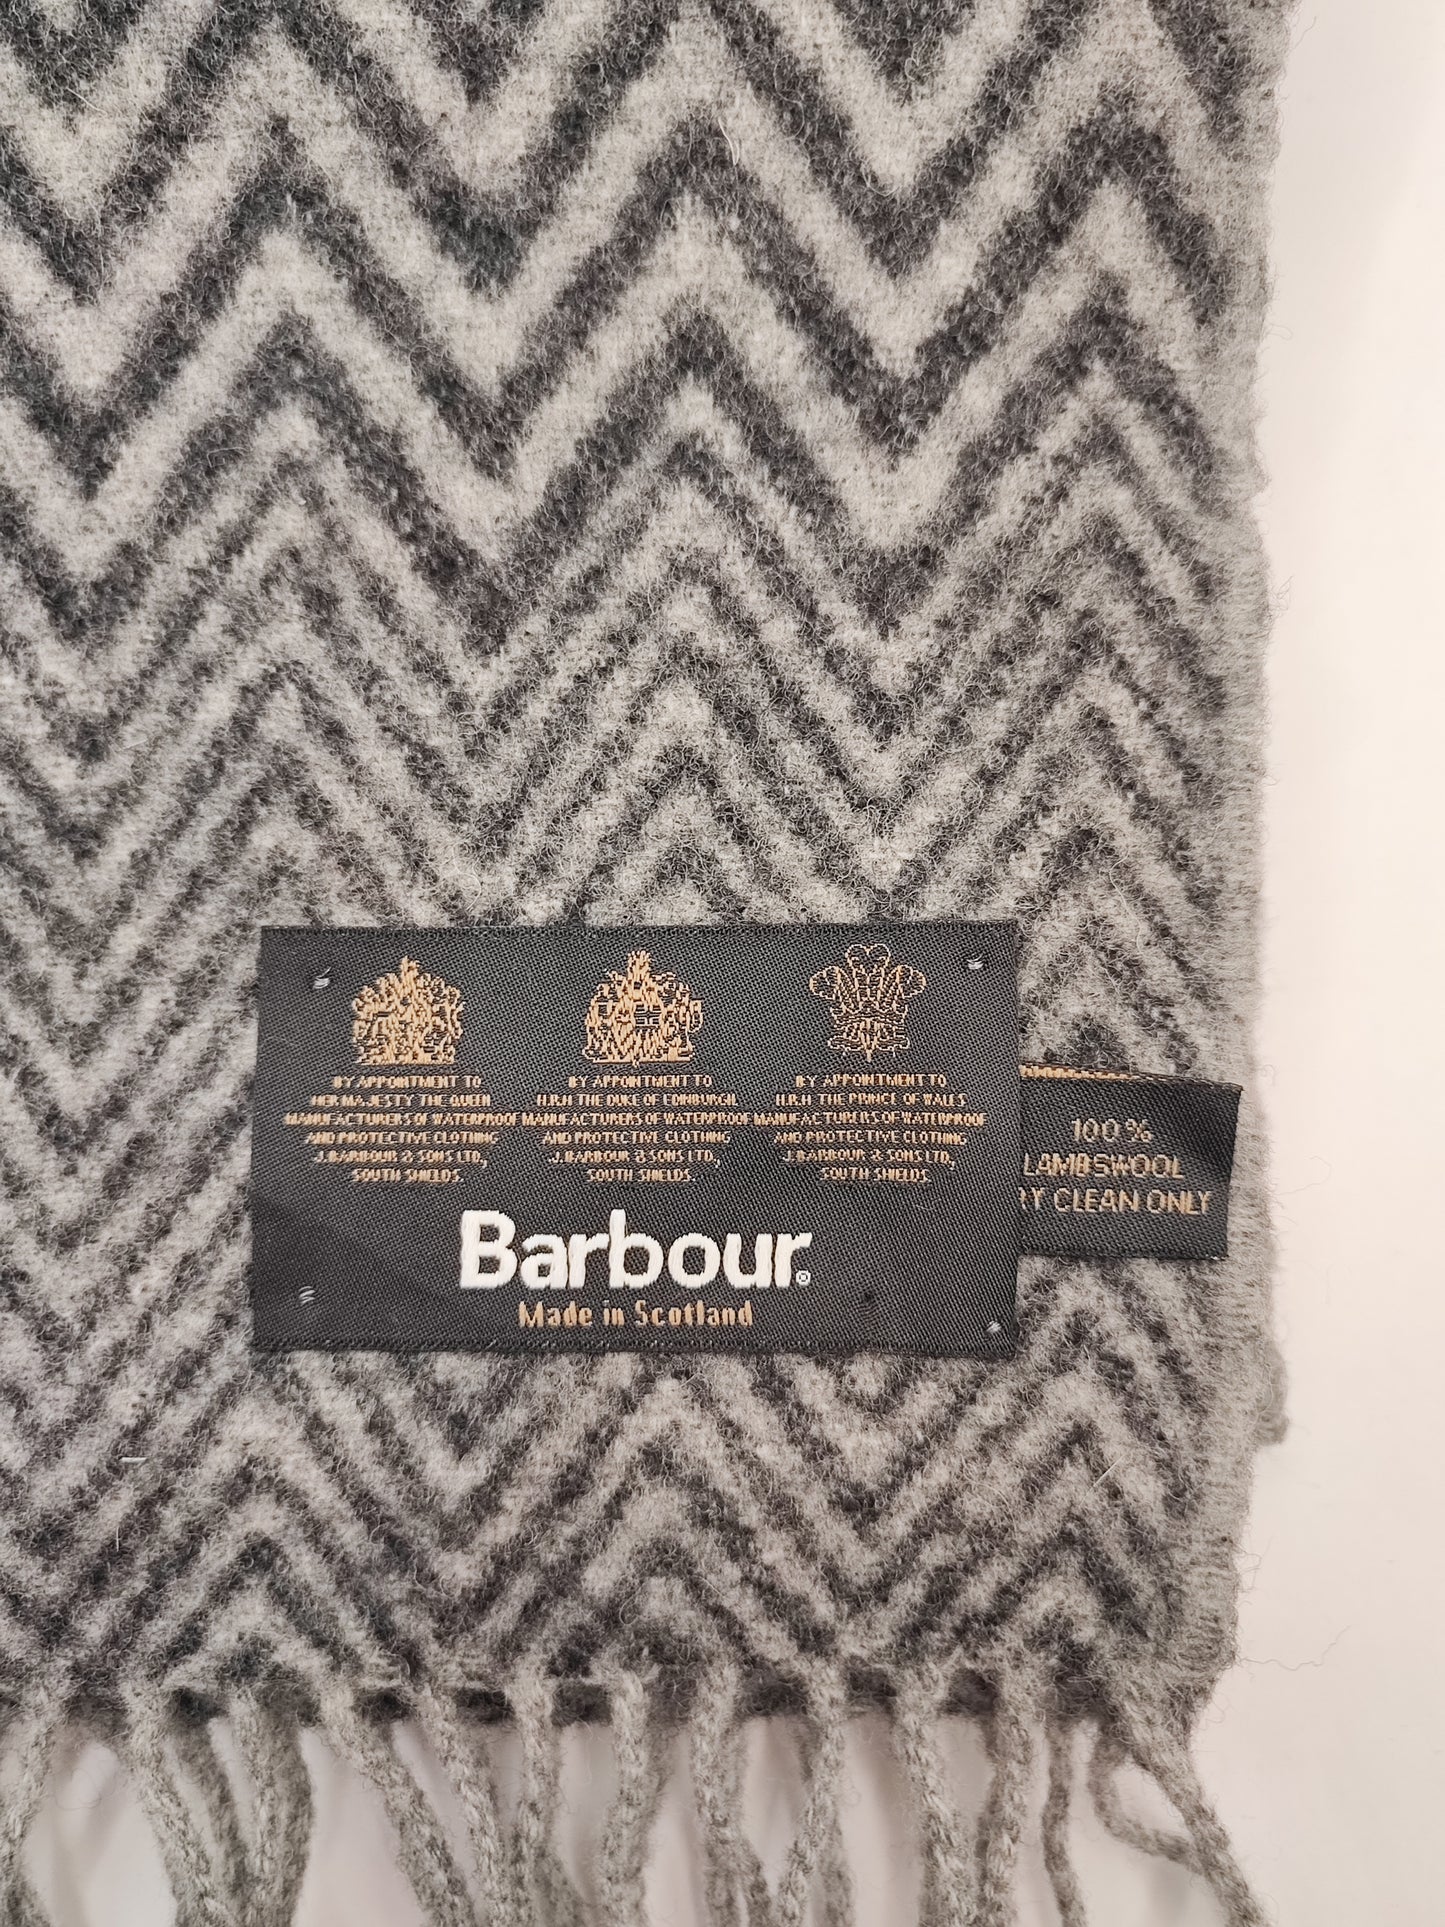 BY APPOINTMENT TO
HER MAJESTY THE QUEEN
MANUFACTURERS OF WATERPROOF
AND PROTECTIVE CLOTHING
J. BARBOUR & SONS LTD,
SOUTH SHIELDS.
BY APPOINTMENT TO
H.R.H THE DUKE OF EDINBURGH,
MANUFACTURERS OF WATERPROOF
AND PROTECTIVE CLOTHING
J. BARBOUR & SONS LTD,
SOUTH SHIELDS.
BY APPOINTMENT TO
H.R.H THE PRINCE OF WALES
MANUFACTURERS OF WATERPROOF
AND PROTECTIVE CLOTHING
J. BARBOUR & SONS LTD,
SOUTH SHIELDS.
Barbour®
Made in Scotland
100%
LAMBSWOOL
RY CLEAN ONLY